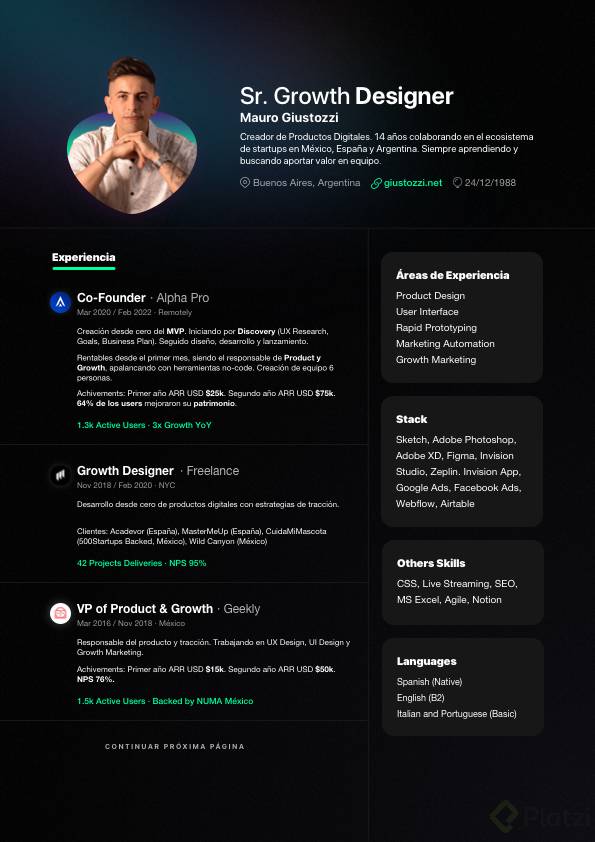 Sr. Growth Designer
Mauro Giustozzi
Creador de Productos Digitales. 14 años colaborando en el ecosistema
de startups en México, España y Argentina. Siempre aprendiendo y
buscando aportar valor en equipo.
Buenos Aires, Argentina giustozzi.net 24/12/1988
Experiencia
Co-Founder · Alpha Pro
Mar 2020 / Feb 2022 · Remotely
Creación desde cero del MVP. Iniciando por Discovery (UX Research,
Goals, Business Plan). Seguido diseño, desarrollo y lanzamiento.
Rentables desde el primer mes, siendo el responsable de Product y
Growth, apalancando con herramientas no-code. Creación de equipo 6
personas.
Achivements: Primer año ARR USD $25k. Segundo año ARR USD $75k.
64% de los users mejoraron su patrimonio.
1.3k Active Users · 3x Growth YoY
Growth Designer · Freelance
Nov 2018 / Feb 2020 · NYC
Desarrollo desde cero de productos digitales con estrategias de tracción.
Clientes: Acadevor (España), MasterMeUp (España), CuidaMiMascota
(500Startups Backed, México), Wild Canyon (México)
42 Projects Deliveries · NPS 95%
VP of Product & Growth · Geekly
Mar 2016 / Nov 2018 · México
Responsable del producto y tracción. Trabajando en UX Design, UI Design y
Growth Marketing.
Achivements: Primer año ARR USD $15k. Segundo año ARR USD $50k.
NPS 76%.
1.5k Active Users · Backed by NUMA México
CONTINUAR PRÓXIMA PÁGINA
Áreas de Experiencia
Product Design
User Interface
Rapid Prototyping
Marketing Automation
Growth Marketing
Stack
Sketch, Adobe Photoshop,
Adobe XD, Figma, Invision
Studio, Zeplin. Invision App,
Google Ads, Facebook Ads,
Webflow, Airtable
Others Skills
CSS, Live Streaming, SEO,
MS Excel, Agile, Notion
Languages
Spanish (Native)
English (B2)
Italian and Portuguese (Basic)
Platzi